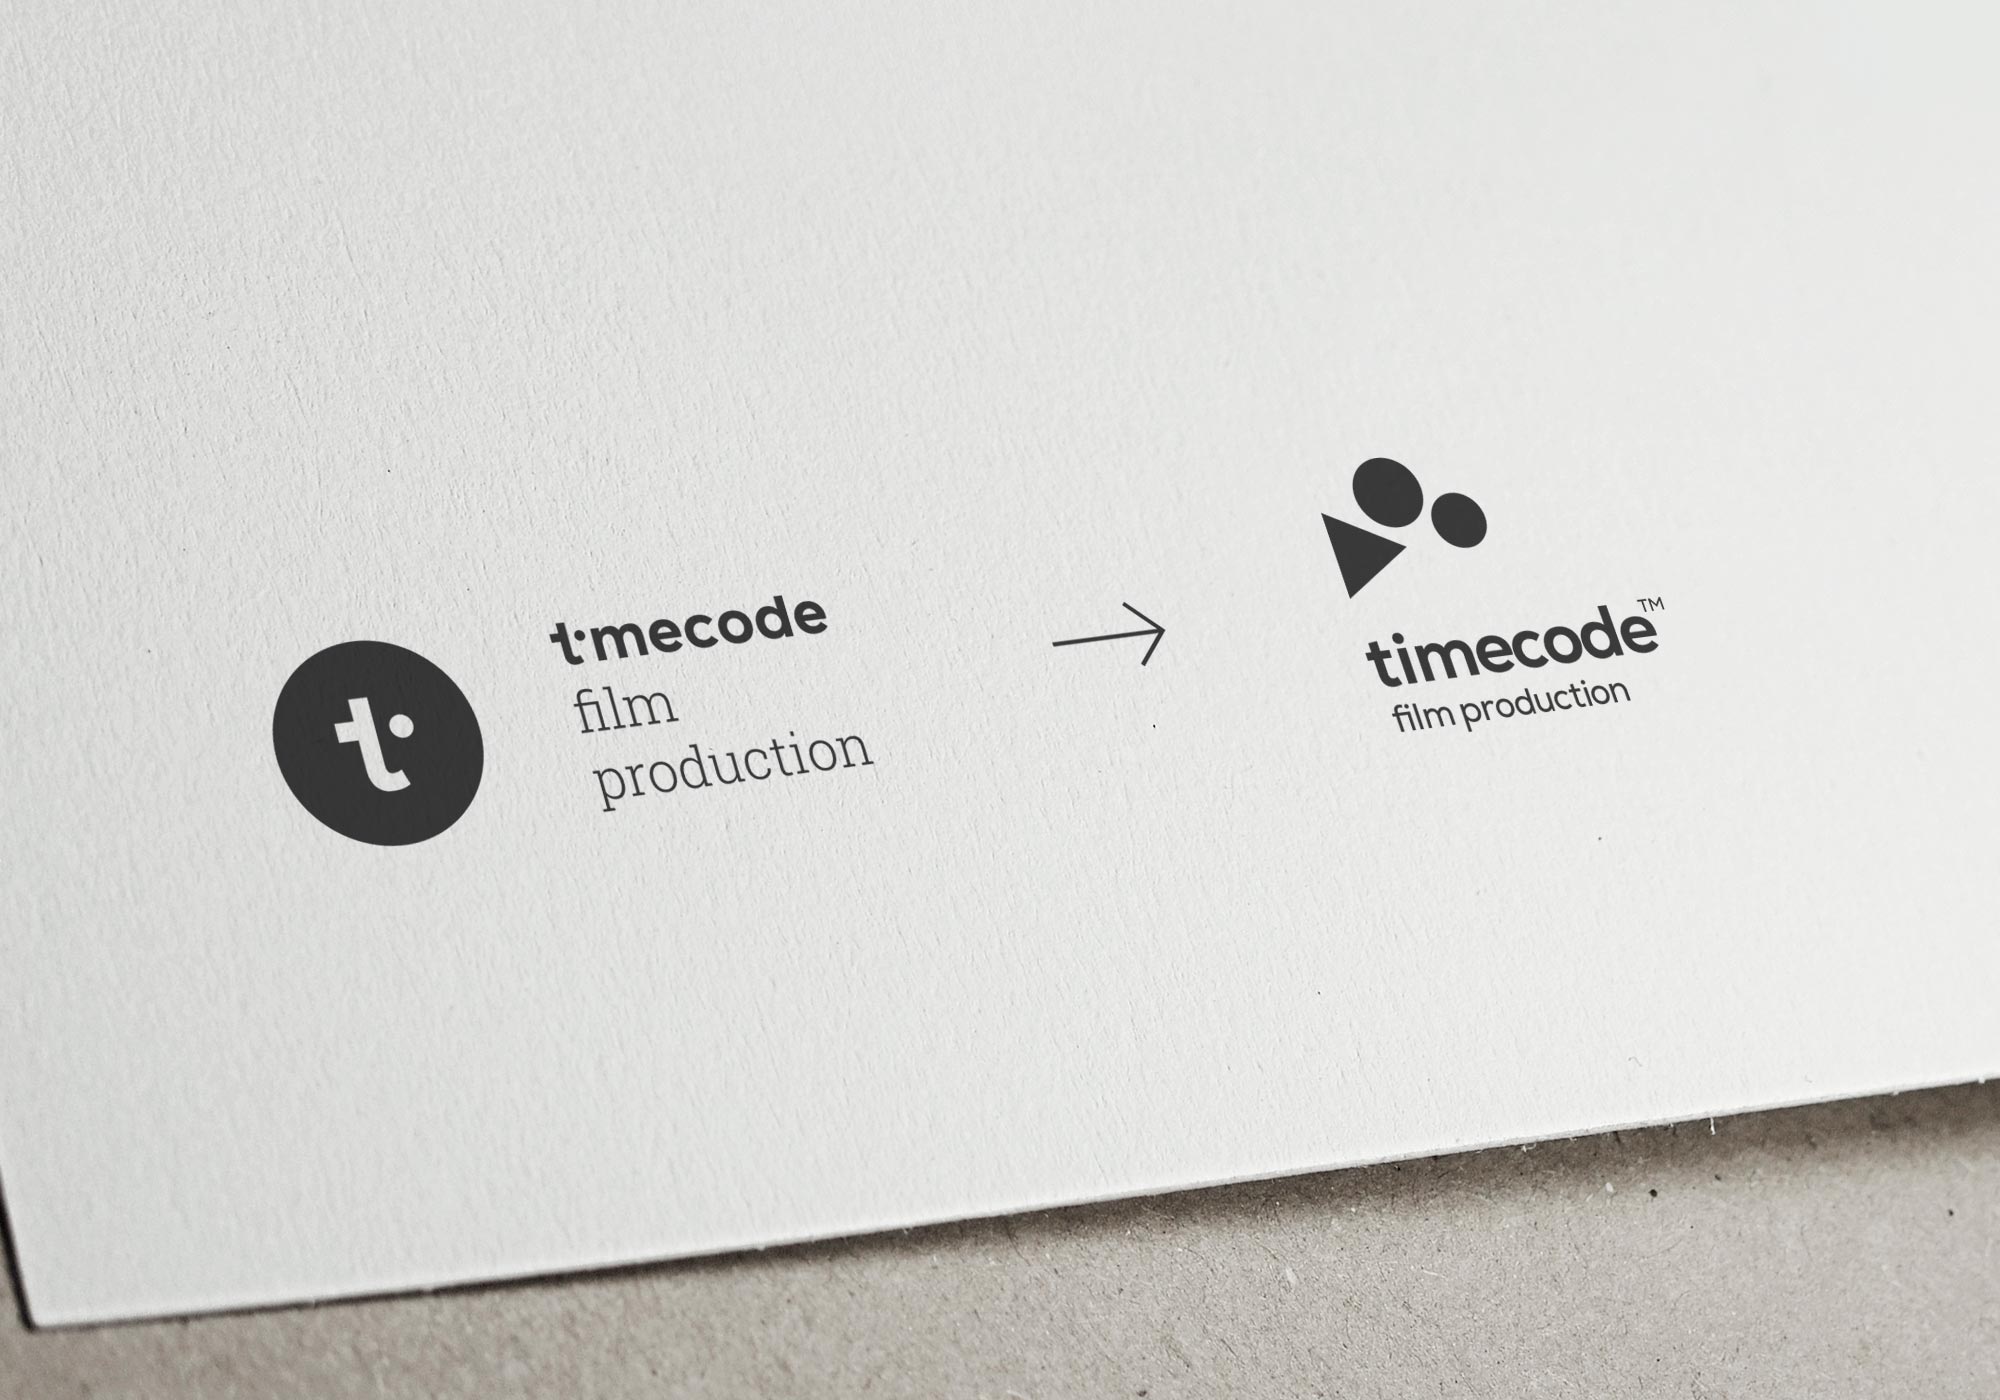 t·
t·mecode
film
production
timecode™
film production